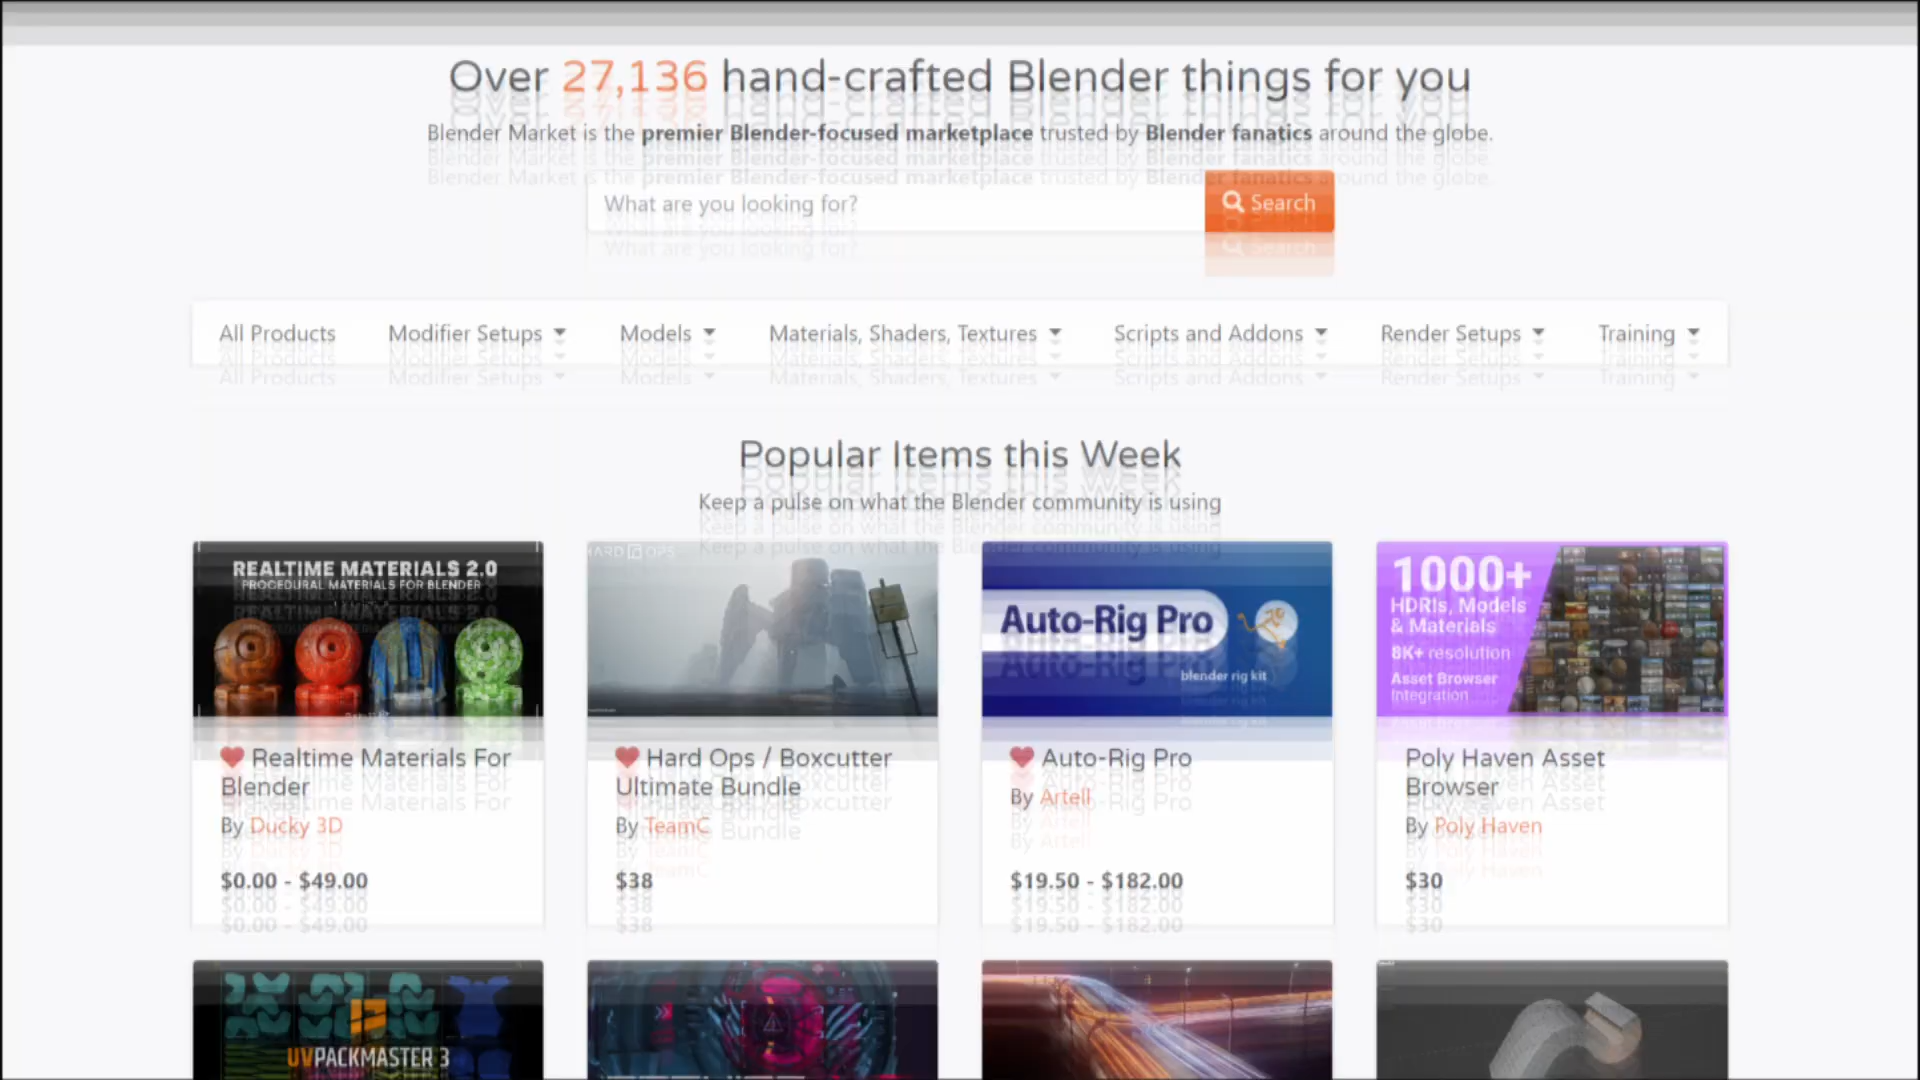 Over 27,136 hand-crafted Blender things for you
Blender Market is the premier Blender-focused marketplace trusted by Blender fanatics around the globe.
What are you looking for?
Search
All Products
Modifier Setups
Models
Materials, Shaders, Textures
Scripts and Addons
Render Setups
Training
Popular Items this Week
Keep a pulse on what the Blender community is using
REALTIME MATERIALS 2.0
PROCEDURAL MATERIALS FOR BLENDER
HARD OPS
Auto-Rig Pro
blender rig kit
1000+
HDRIs, Models
& Materials
8K+ resolution
Asset Browser
Integration
Realtime Materials For
Blender
By Ducky 3D
$0.00 - $49.00
Hard Ops / Boxcutter
Ultimate Bundle
By TeamC
$38
Auto-Rig Pro
By Artell
$19.50 - $182.00
Poly Haven Asset
Browser
By Poly Haven
$30
UVPACKMASTER 3